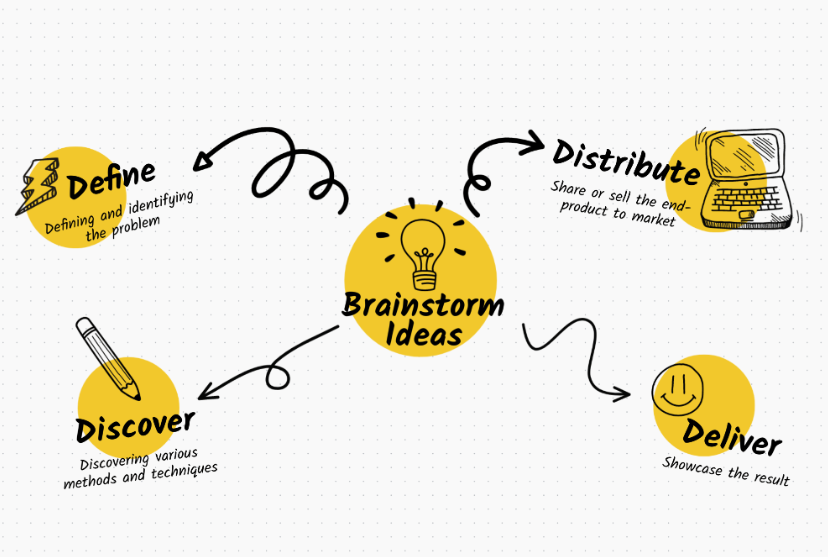 Define
Defining and identifying
the problem
Distribute
Share or sell the end-
product to market
Brainstorm
Ideas
Discover
Discovering various
methods and techniques
Deliver
Showcase the result